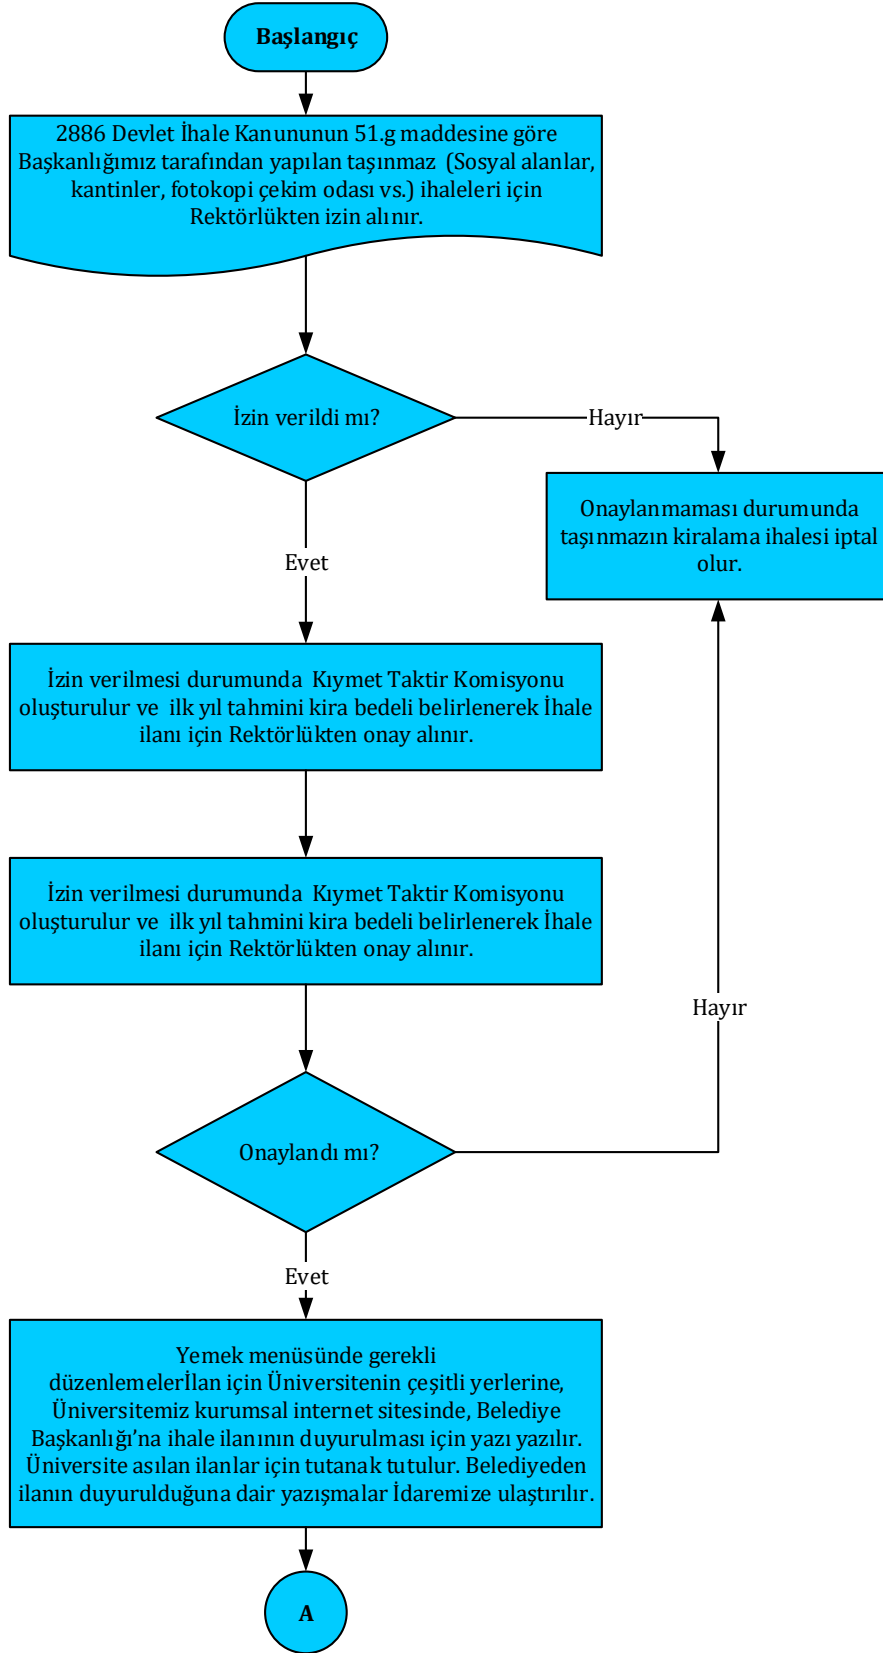 Başlangıç
2886 Devlet İhale Kanununun 51.g maddesine göre
Başkanlığımız tarafından yapılan taşınmaz (Sosyal alanlar,
kantinler, fotokopi çekim odası vs.) ihaleleri için
Rektörlükten izin alınır.
İzin verildi mı?
Hayır
Onaylanmaması durumunda
taşınmazın kiralama ihalesi iptal
olur.
Evet
İzin verilmesi durumunda Kıymet Taktir Komisyonu
oluşturulur ve ilk yıl tahmini kira bedeli belirlenerek İhale
ilanı için Rektörlükten onay alınır.
İzin verilmesi durumunda Kıymet Taktir Komisyonu
oluşturulur ve ilk yıl tahmini kira bedeli belirlenerek İhale
ilanı için Rektörlükten onay alınır.
Hayır
Onaylandı mı?
Evet
Yemek menüsünde gerekli
düzenlemelerİlan için Üniversitenin çeşitli yerlerine,
Üniversitemiz kurumsal internet sitesinde, Belediye
Başkanlığı’na ihale ilanının duyurulması için yazı yazılır.
Üniversite asılan ilanlar için tutanak tutulur. Belediyeden
ilanın duyurulduğuna dair yazışmalar İdaremize ulaştırılır.
A